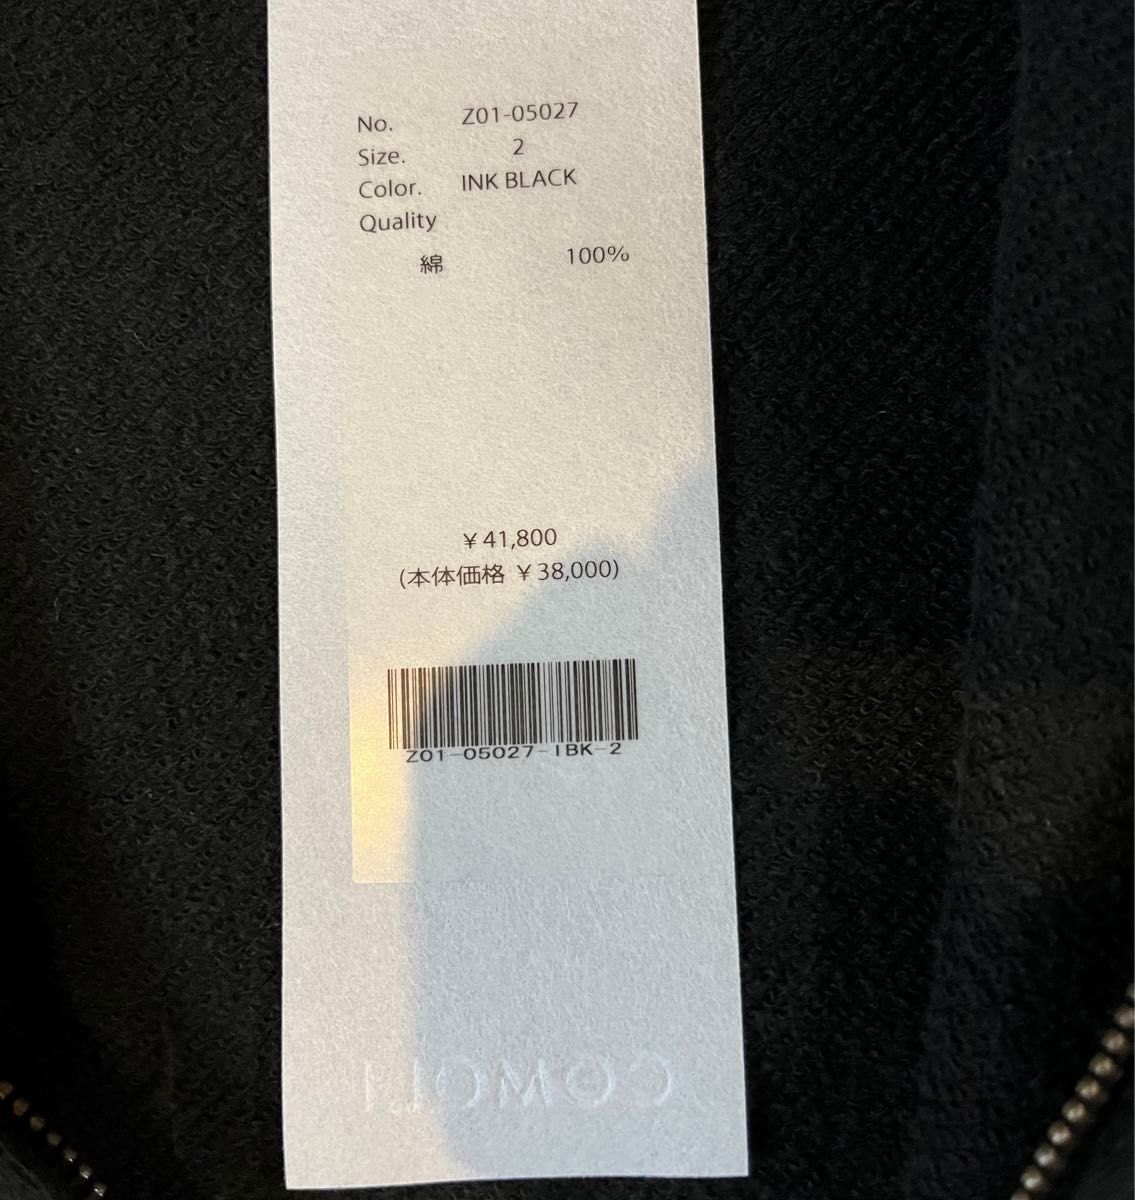 No. Z01-05027
Size. 2
Color. INK BLACK
Quality
綿 100%
¥41,800
(本体価格 ¥38,000)
Z01-05027-IBK-2
COMOLI